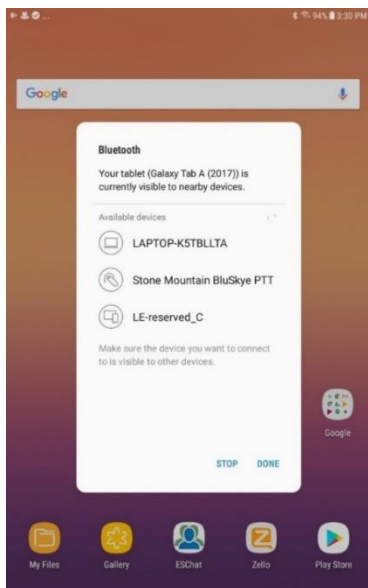 ... 94% 3:30 PM
Google
Bluetooth
Your tablet (Galaxy Tab A (2017)) is
currently visible to nearby devices.
Available devices
LAPTOP-K5TBLLTA
Stone Mountain BluSkye PTT
LE-reserved_C
Make sure the device you want to connect
to is visible to other devices.
Google
STOP DONE
My Files Gallery ESChat Zello Play Store